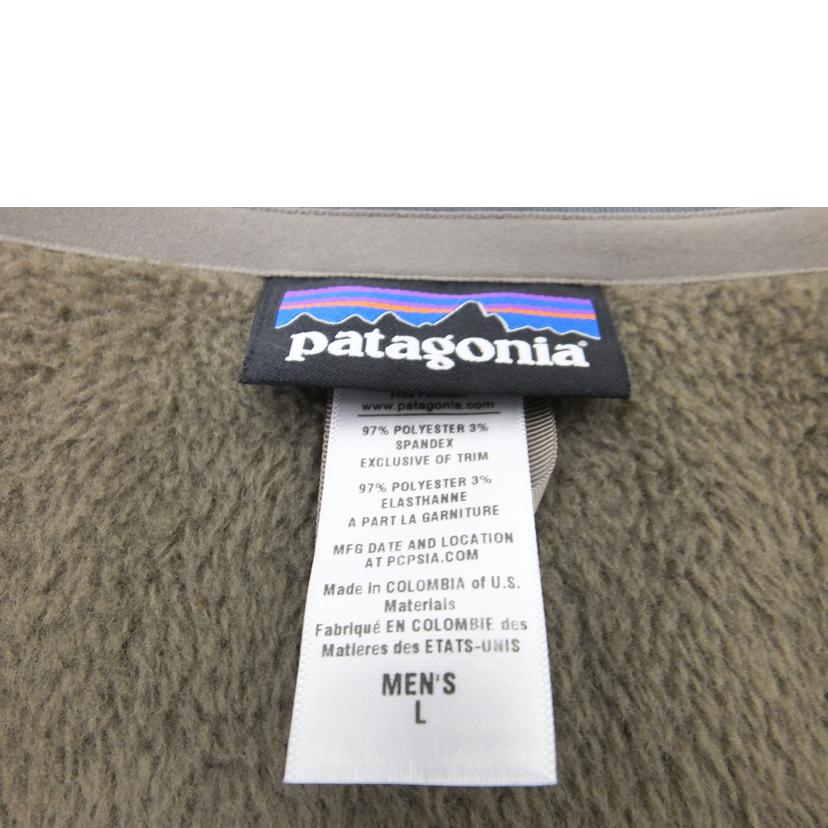 patagonia®
www.patagonia.com
97% POLYESTER 3%
SPANDEX
EXCLUSIVE OF TRIM
97% POLYESTER 3%
ELASTHANNE
A PART LA GARNITURE
MFG DATE AND LOCATION
AT PCPSIA.COM
Made in COLOMBIA of U.S.
Materials
Fabriqué EN COLOMBIE des
Matieres des ETATS-UNIS
MEN'S
L